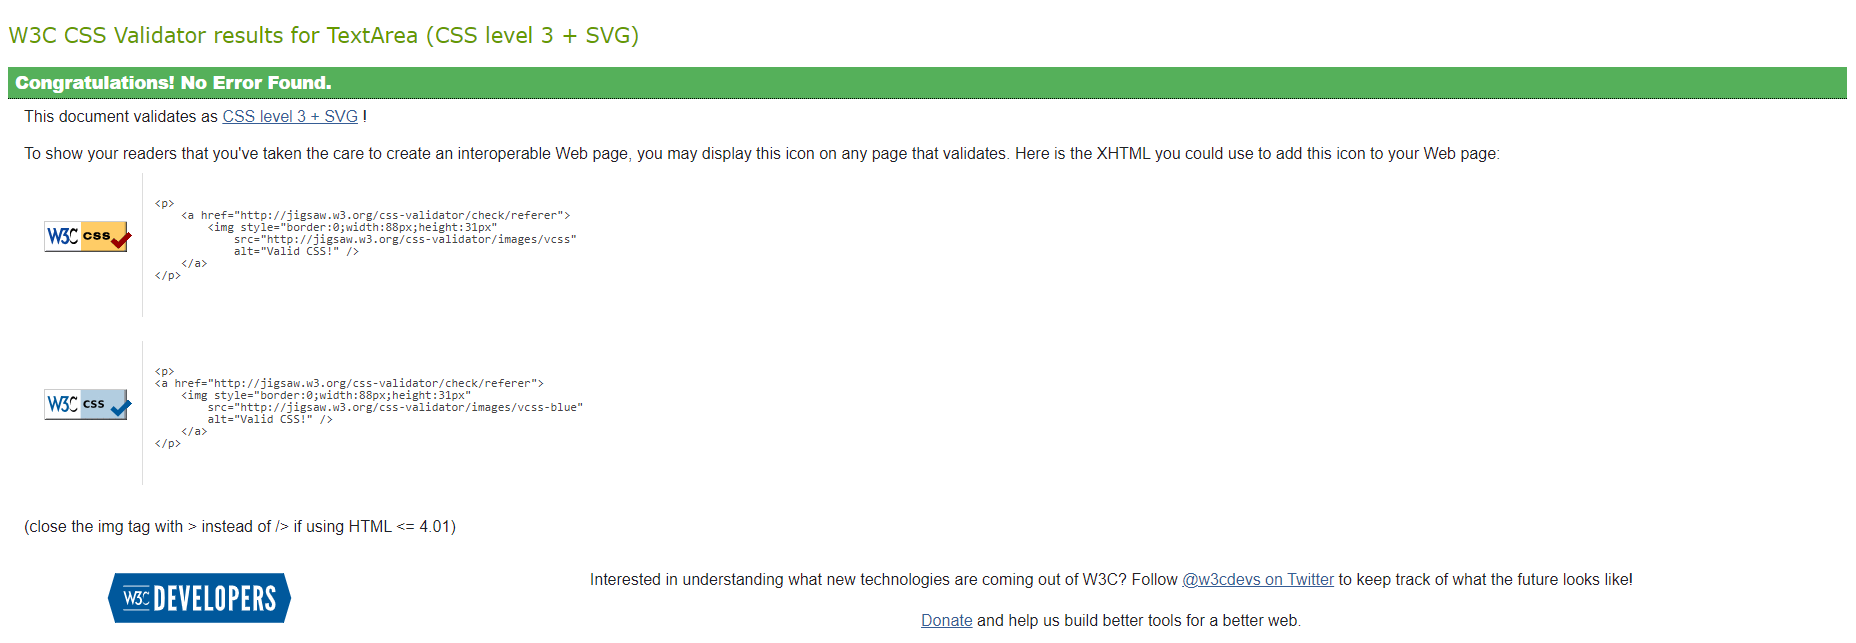 W3C CSS Validator results for TextArea (CSS level 3 + SVG)
Congratulations! No Error Found.
This document validates as CSS level 3 + SVG !
To show your readers that you've taken the care to create an interoperable Web page, you may display this icon on any page that validates. Here is the XHTML you could use to add this icon to your Web page:
W3C css
<p>
    <a href="http://jigsaw.w3.org/css-validator/check/referer">
        <img style="border:0;width:88px;height:31px"
            src="http://jigsaw.w3.org/css-validator/images/vcss"
            alt="Valid CSS!" />
    </a>
</p>
W3C css
<p>
<a href="http://jigsaw.w3.org/css-validator/check/referer">
    <img style="border:0;width:88px;height:31px"
        src="http://jigsaw.w3.org/css-validator/images/vcss-blue"
        alt="Valid CSS!" />
    </a>
</p>
(close the img tag with > instead of /> if using HTML <= 4.01)
W3C DEVELOPERS
Interested in understanding what new technologies are coming out of W3C? Follow @w3cdevs on Twitter to keep track of what the future looks like!
Donate and help us build better tools for a better web.